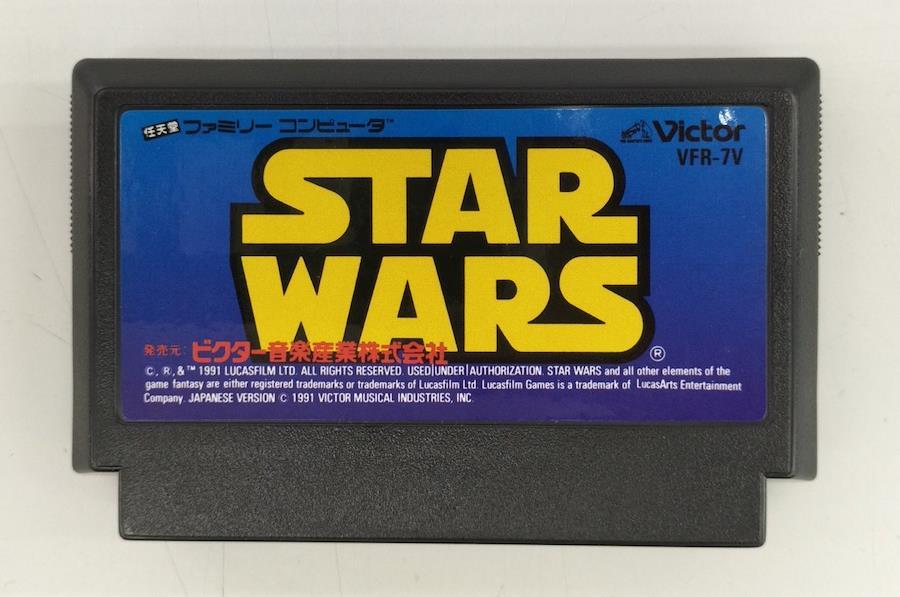 任天堂 ファミリー コンピュータ™
Victor
VFR-7V
STAR
WARS
®
発売元: ビクター音楽産業株式会社
©, ®, & ™ 1991 LUCASFILM LTD. ALL RIGHTS RESERVED. USED UNDER AUTHORIZATION. STAR WARS and all other elements of the
game fantasy are either registered trademarks or trademarks of Lucasfilm Ltd. Lucasfilm Games is a trademark of LucasArts Entertainment
Company. JAPANESE VERSION © 1991 VICTOR MUSICAL INDUSTRIES, INC.